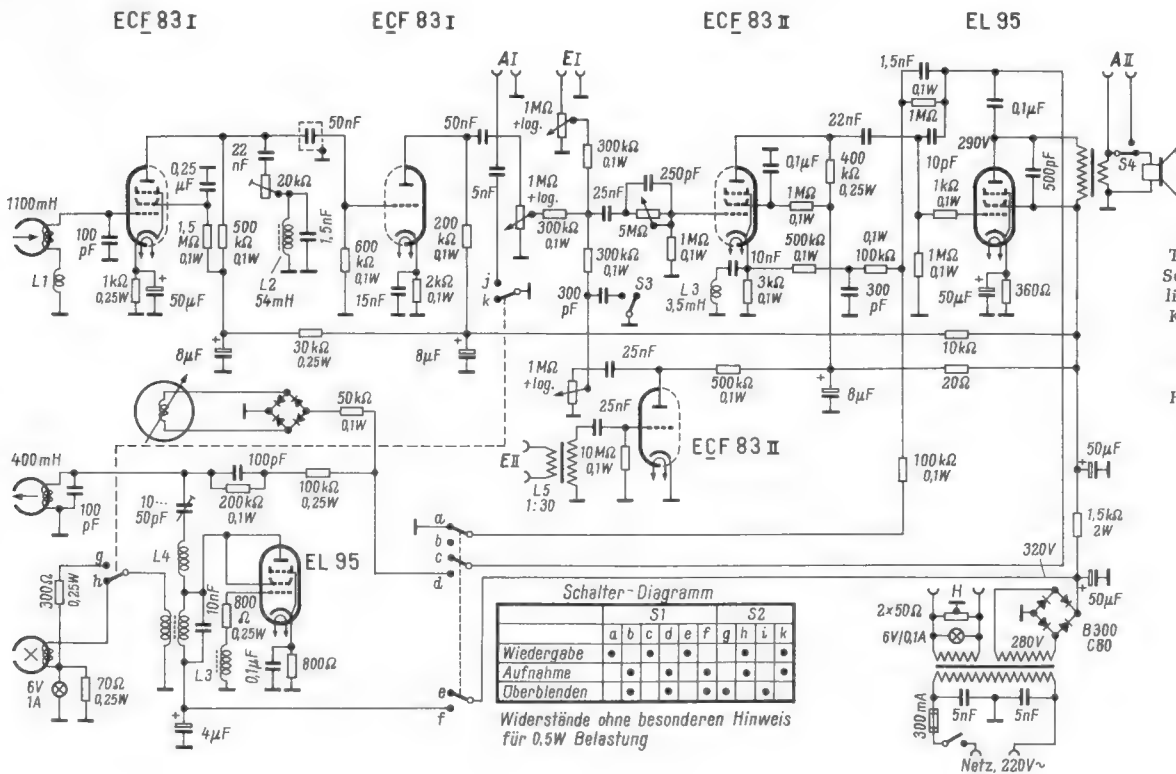 ECF 83 I
ECF 83 I
ECF 83 II
EL 95
A I
E I
A II
1100mH
L1
100
pF
1kΩ
0,25W
50µF
0,25
µF
1,5
MΩ
0,1W
500
kΩ
0,1W
22
nF
20kΩ
L2
54mH
1,5nF
50nF
600
kΩ
0,1W
15nF
2kΩ
0,1W
50nF
200
kΩ
0,1W
5nF
j
k
1MΩ
+log.
1MΩ
+log.
300kΩ
0,1W
300kΩ
0,1W
300kΩ
0,1W
300
pF
S3
25nF
250pF
5MΩ
1MΩ
0,1W
L3
3,5mH
10nF
3kΩ
0,1W
0,1µF
1MΩ
0,1W
500kΩ
0,1W
22nF
400
kΩ
0,25W
0,1W
100kΩ
300
pF
1,5nF
0,1W
1MΩ
10pF
1kΩ
0,1W
1MΩ
0,1W
290V
0,1µF
500pF
50µF
360Ω
S4
8µF
30kΩ
0,25W
8µF
10kΩ
50kΩ
0,1W
1MΩ
+log.
25nF
500kΩ
0,1W
8µF
20Ω
25nF
10MΩ
0,1W
ECF 83 II
E II
L5
1:30
100kΩ
0,1W
50µF
1,5kΩ
2W
320V
50µF
400mH
100
pF
10···
50pF
100pF
200kΩ
0,1W
100kΩ
0,25W
L4
EL 95
10nF
800
Ω
0,25W
L3
0,1µF
800Ω
g
h
300Ω
0,25W
6V
1A
70Ω
0,25W
4µF
a
b
c
d
e
f
Schalter-Diagramm
S1 S2
a b c d e f g h i k
Wiedergabe
Aufnahme
Überblenden
Widerstände ohne besonderen Hinweis
für 0,5W Belastung
H
2×50Ω
6V/0,1A
280V
B300
C80
300mA
5nF
5nF
Netz, 220V~